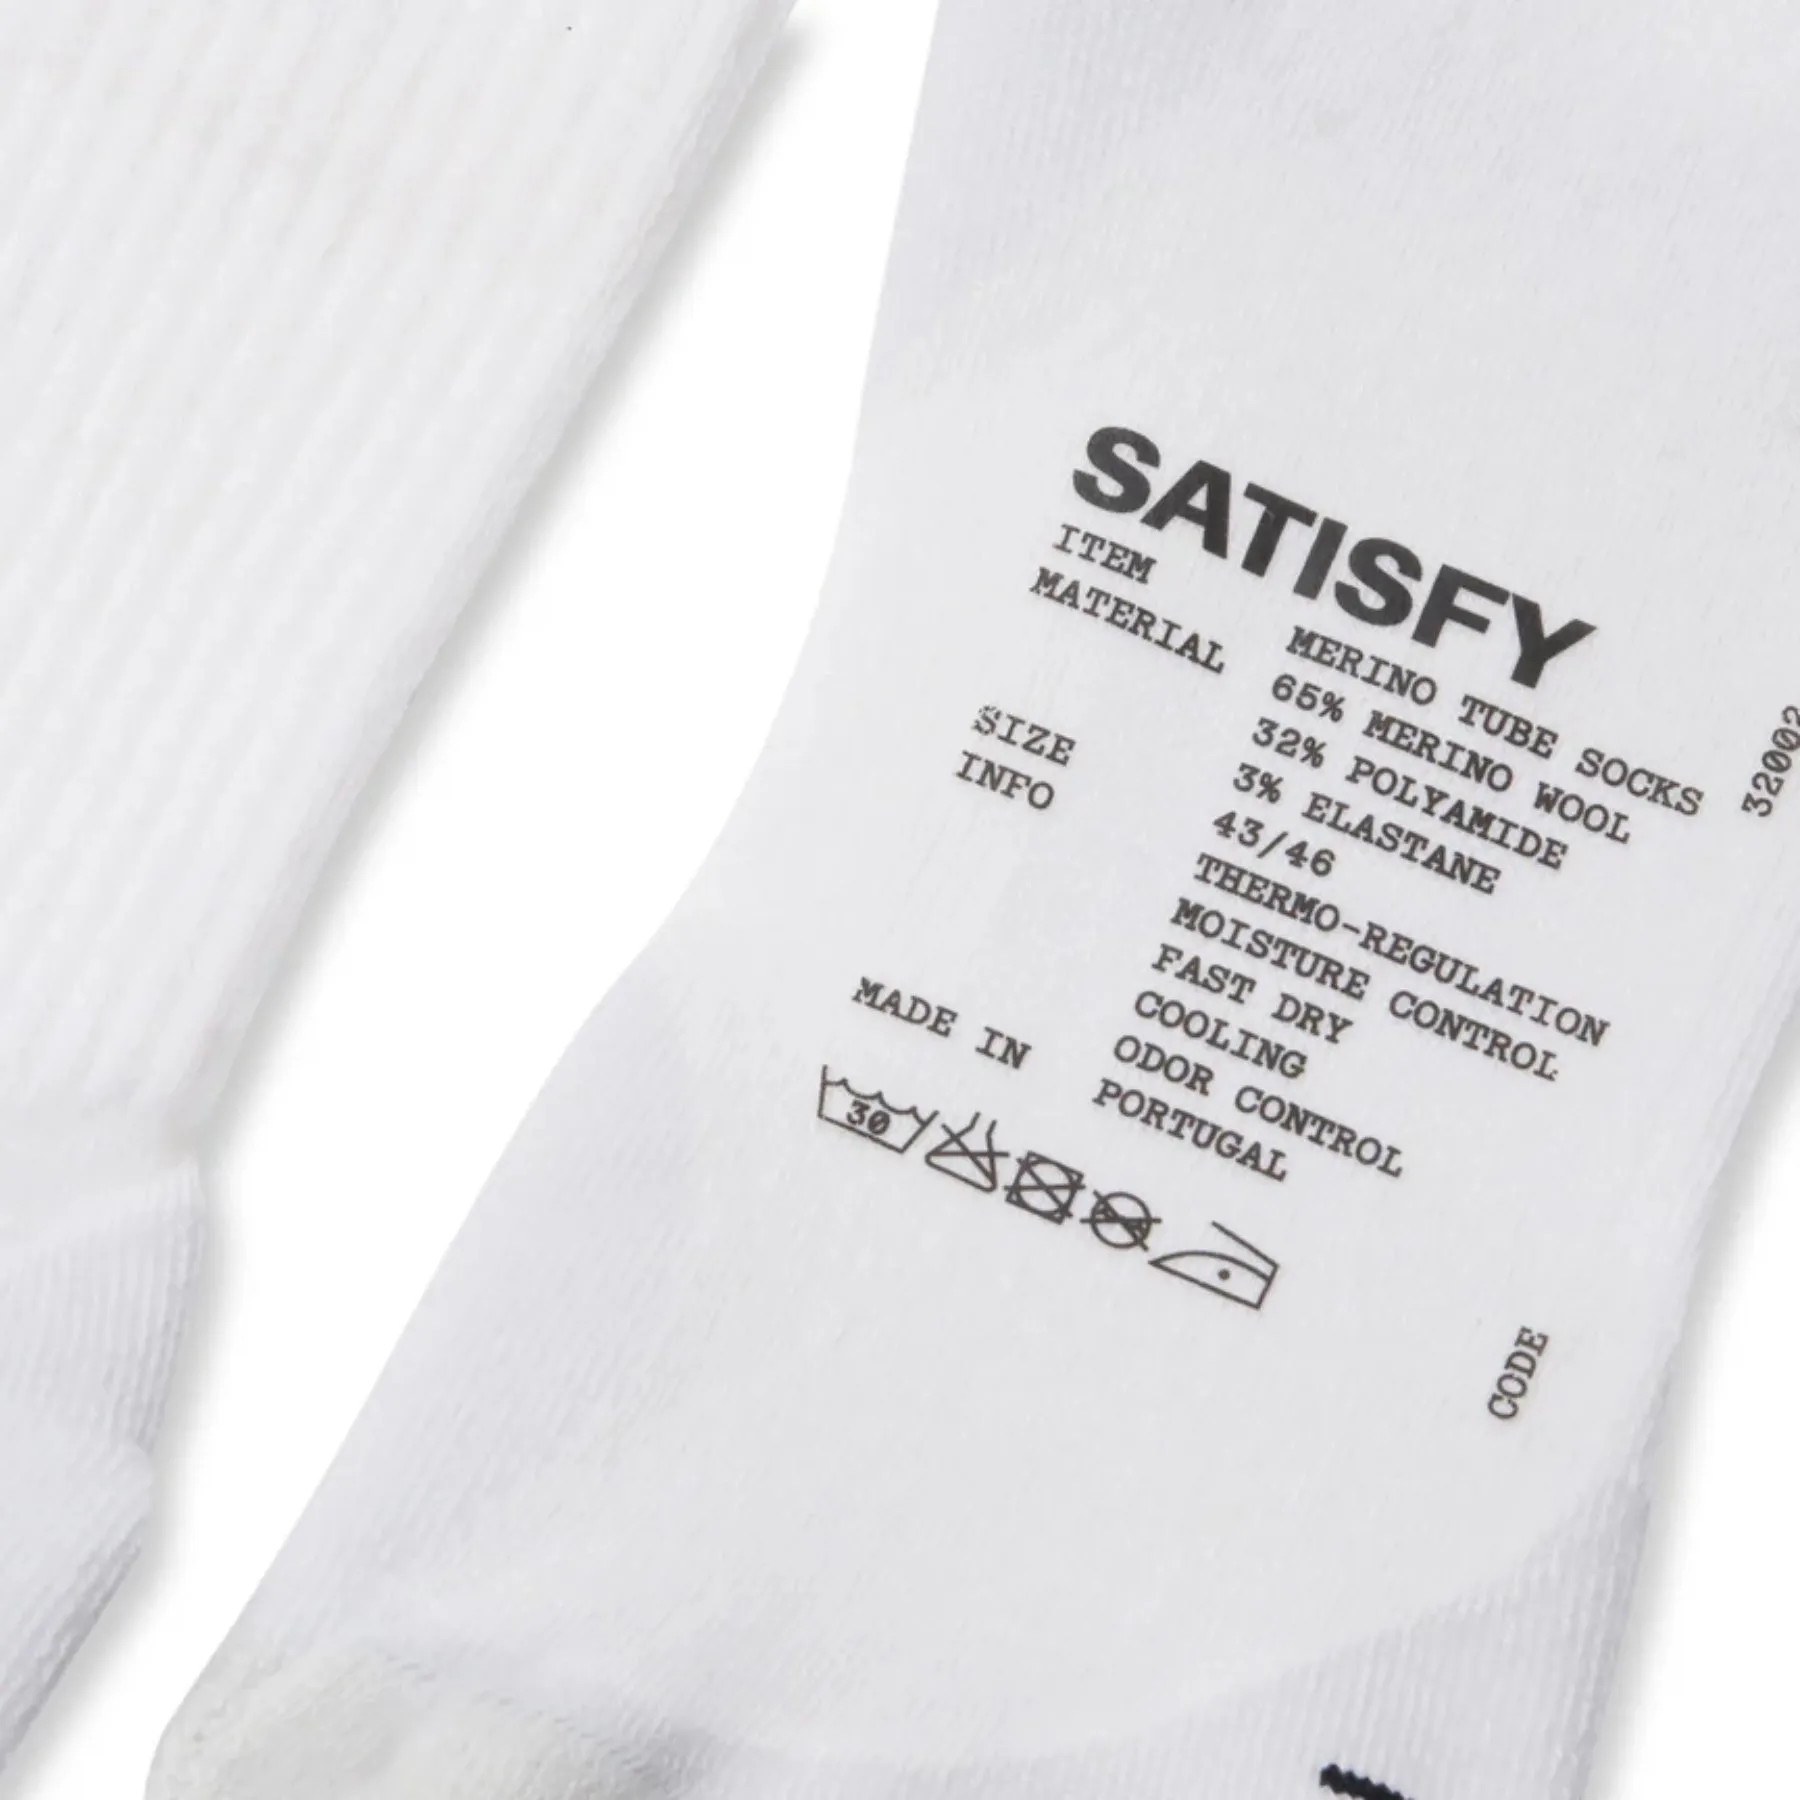 SATISFY
ITEM MERINO TUBE SOCKS
MATERIAL 65% MERINO WOOL
32% POLYAMIDE
3% ELASTANE
SIZE 43/46
INFO THERMO-REGULATION
MOISTURE CONTROL
FAST DRY
COOLING
ODOR CONTROL
MADE IN PORTUGAL
30
CODE
32002